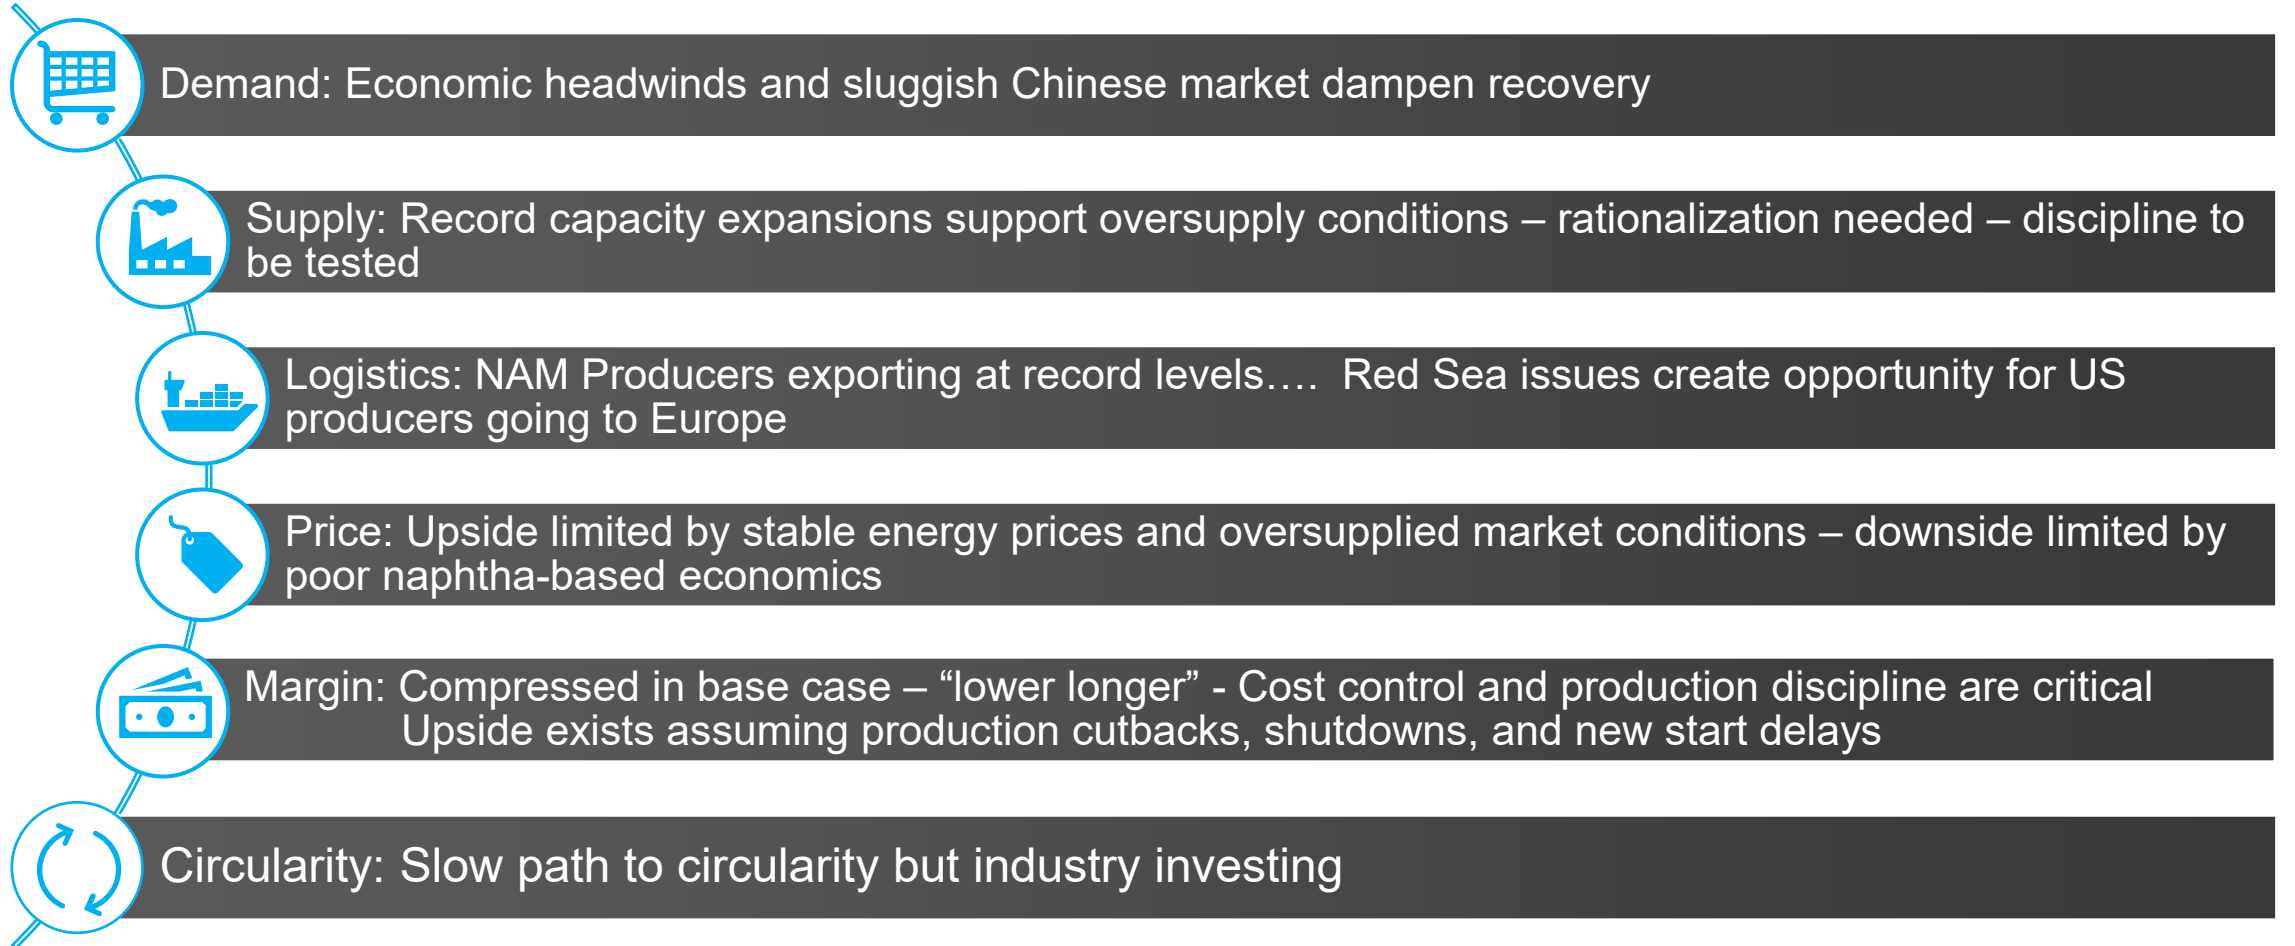 Demand: Economic headwinds and sluggish Chinese market dampen recovery
Supply: Record capacity expansions support oversupply conditions – rationalization needed – discipline to
be tested
Logistics: NAM Producers exporting at record levels….  Red Sea issues create opportunity for US
producers going to Europe
Price: Upside limited by stable energy prices and oversupplied market conditions – downside limited by
poor naphtha-based economics
Margin: Compressed in base case – “lower longer” - Cost control and production discipline are critical
Upside exists assuming production cutbacks, shutdowns, and new start delays
Circularity: Slow path to circularity but industry investing